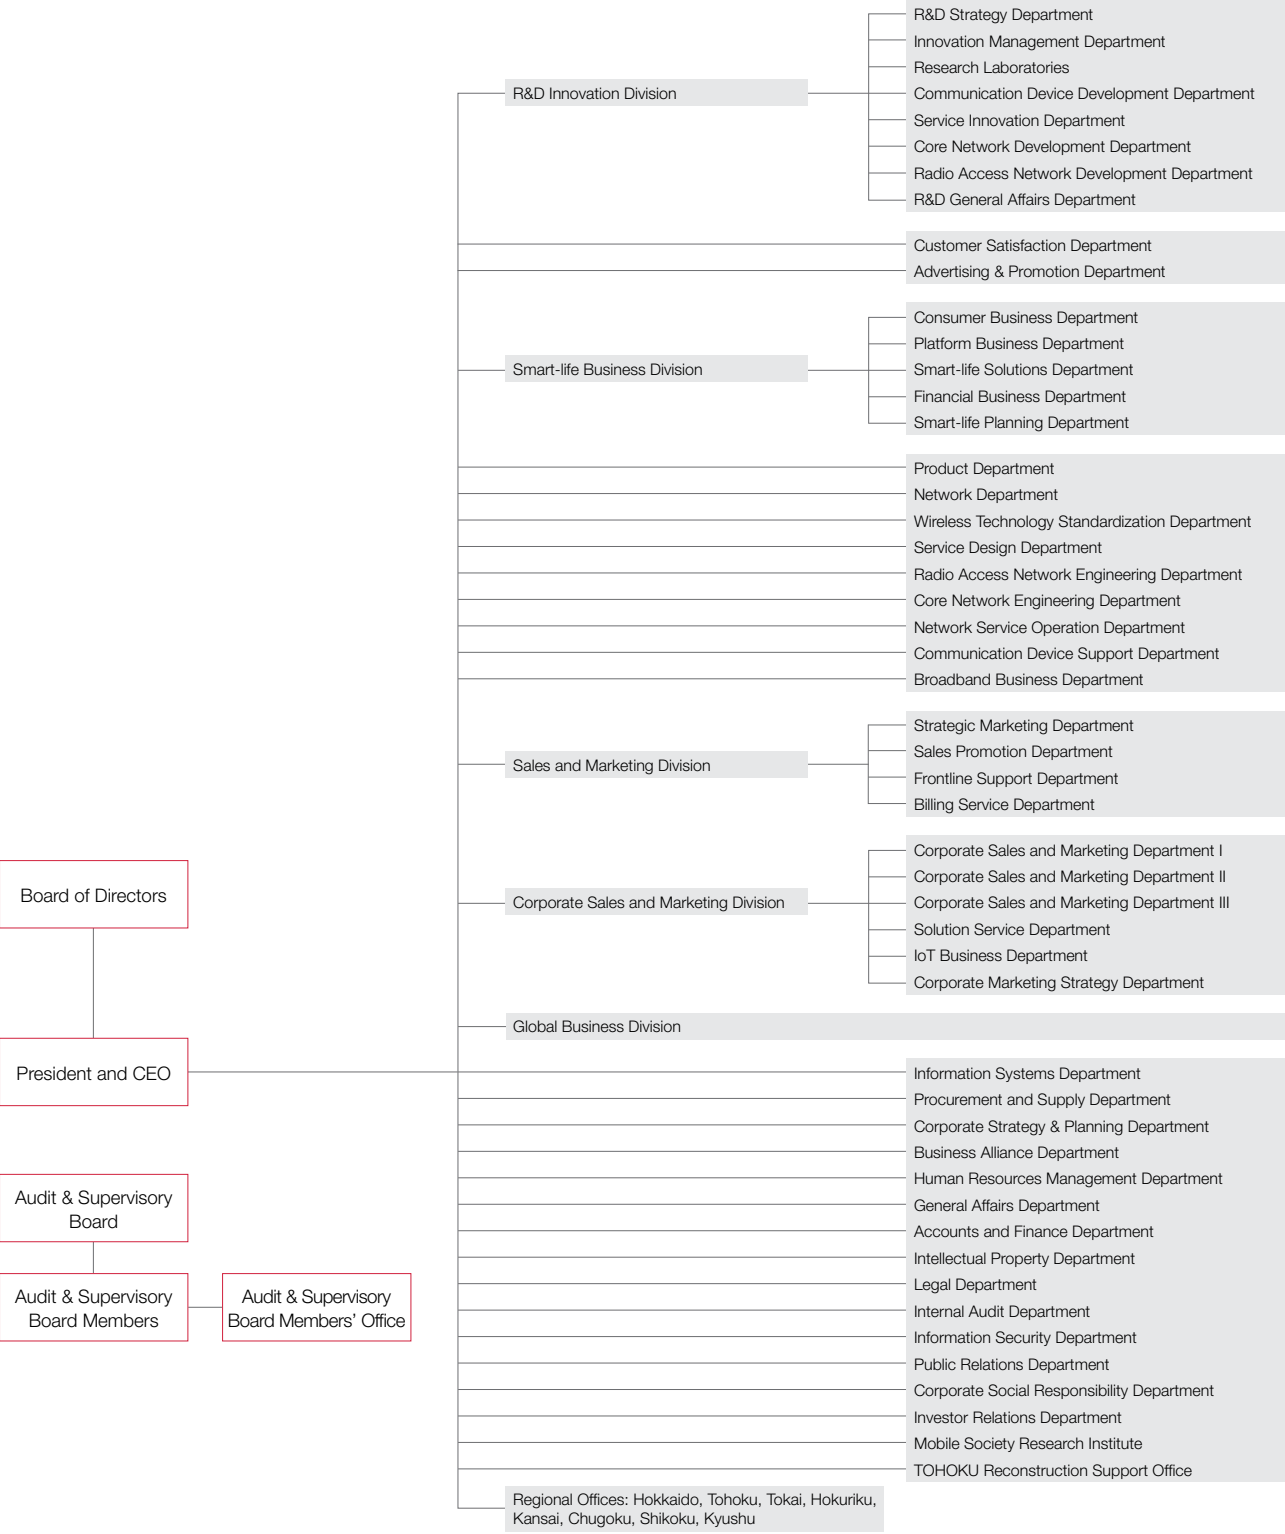 R&D Strategy Department
Innovation Management Department
Research Laboratories
R&D Innovation Division
Communication Device Development Department
Service Innovation Department
Core Network Development Department
Radio Access Network Development Department
R&D General Affairs Department
Customer Satisfaction Department
Advertising & Promotion Department
Consumer Business Department
Platform Business Department
Smart-life Business Division
Smart-life Solutions Department
Financial Business Department
Smart-life Planning Department
Product Department
Network Department
Wireless Technology Standardization Department
Service Design Department
Radio Access Network Engineering Department
Core Network Engineering Department
Network Service Operation Department
Communication Device Support Department
Broadband Business Department
Strategic Marketing Department
Sales Promotion Department
Sales and Marketing Division
Frontline Support Department
Billing Service Department
Corporate Sales and Marketing Department I
Corporate Sales and Marketing Department II
Board of Directors
Corporate Sales and Marketing Division
Corporate Sales and Marketing Department III
Solution Service Department
IoT Business Department
Corporate Marketing Strategy Department
Global Business Division
President and CEO
Information Systems Department
Procurement and Supply Department
Corporate Strategy & Planning Department
Business Alliance Department
Human Resources Management Department
General Affairs Department
Accounts and Finance Department
Intellectual Property Department
Legal Department
Internal Audit Department
Information Security Department
Public Relations Department
Corporate Social Responsibility Department
Investor Relations Department
Mobile Society Research Institute
TOHOKU Reconstruction Support Office
Audit & Supervisory
Board
Audit & Supervisory
Board Members
Audit & Supervisory
Board Members’ Office
Regional Offices: Hokkaido, Tohoku, Tokai, Hokuriku,
Kansai, Chugoku, Shikoku, Kyushu